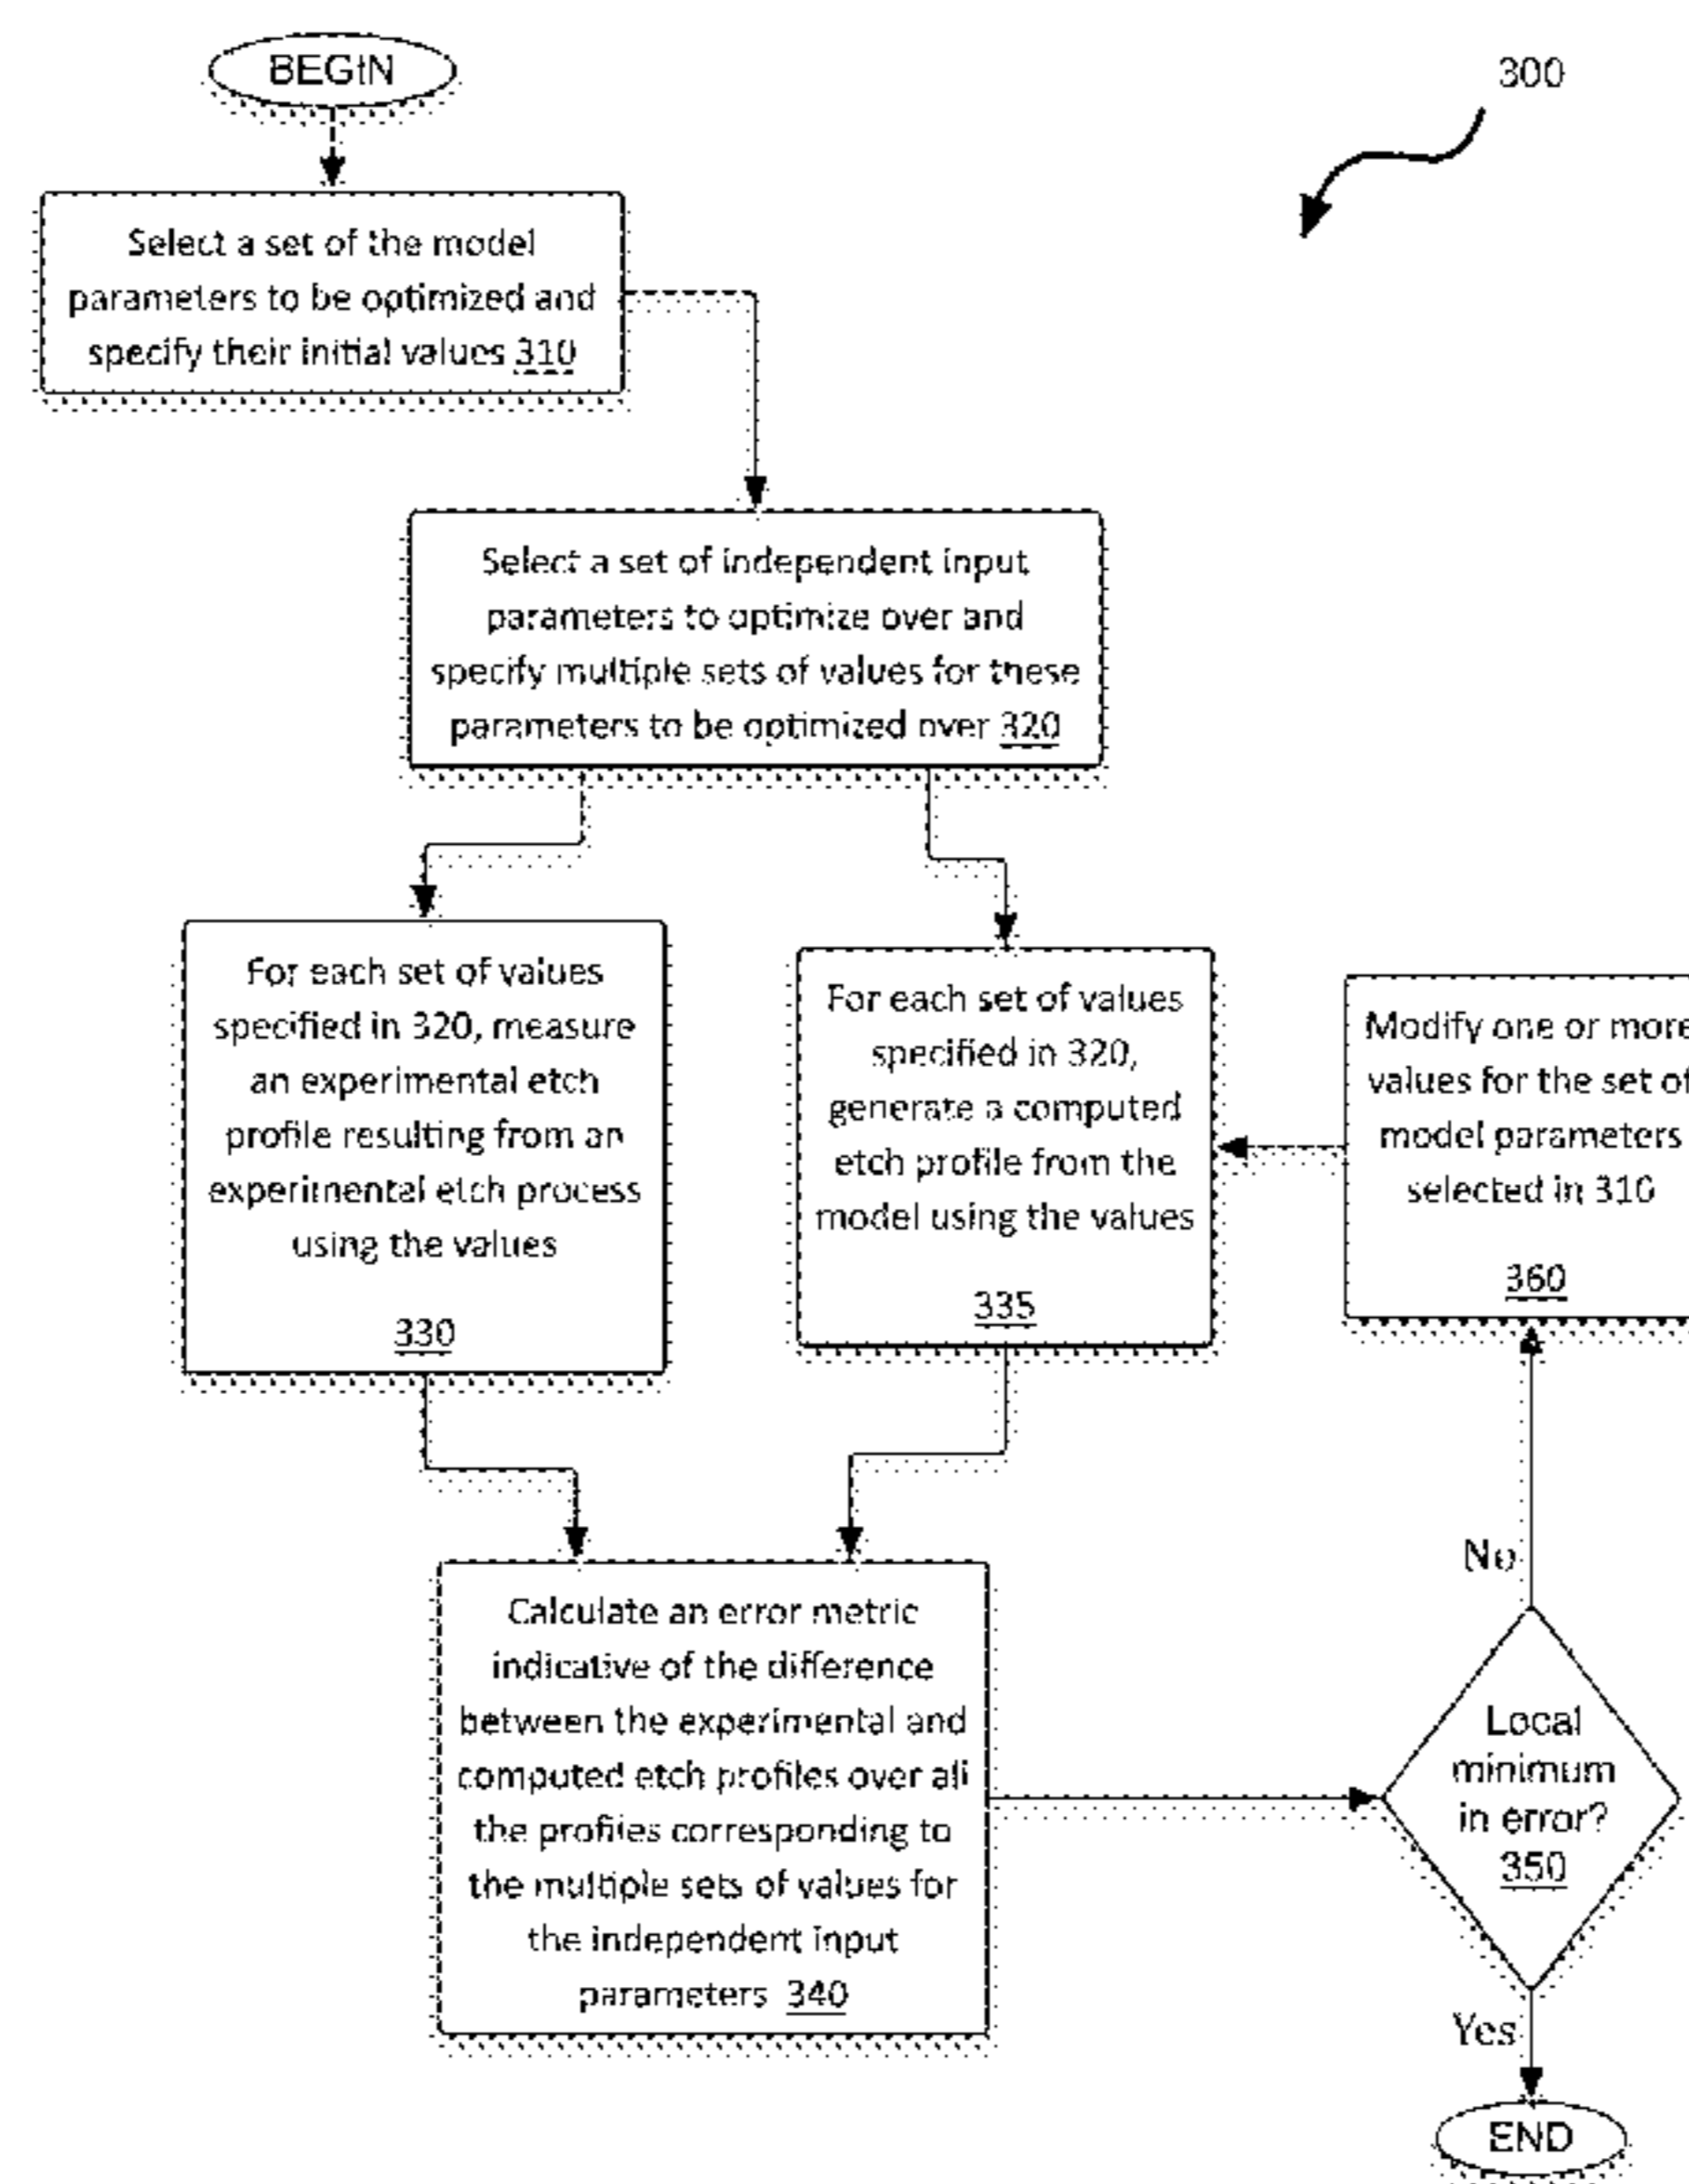 BEGIN
300
Select a set of the model
parameters to be optimized and
specify their initial values 310
Select a set of independent input
parameters to optimize over and
specify multiple sets of values for these
parameters to be optimized over 320
For each set of values
specified in 320, measure
an experimental etch
profile resulting from an
experimental etch process
using the values
330
For each set of values
specified in 320,
generate a computed
etch profile from the
model using the values
335
Modify one or more
values for the set of
model parameters
selected in 310
360
Calculate an error metric
indicative of the difference
between the experimental and
computed etch profiles over all
the profiles corresponding to
the multiple sets of values for
the independent input
parameters 340
No
Local
minimum
in error?
350
Yes
END